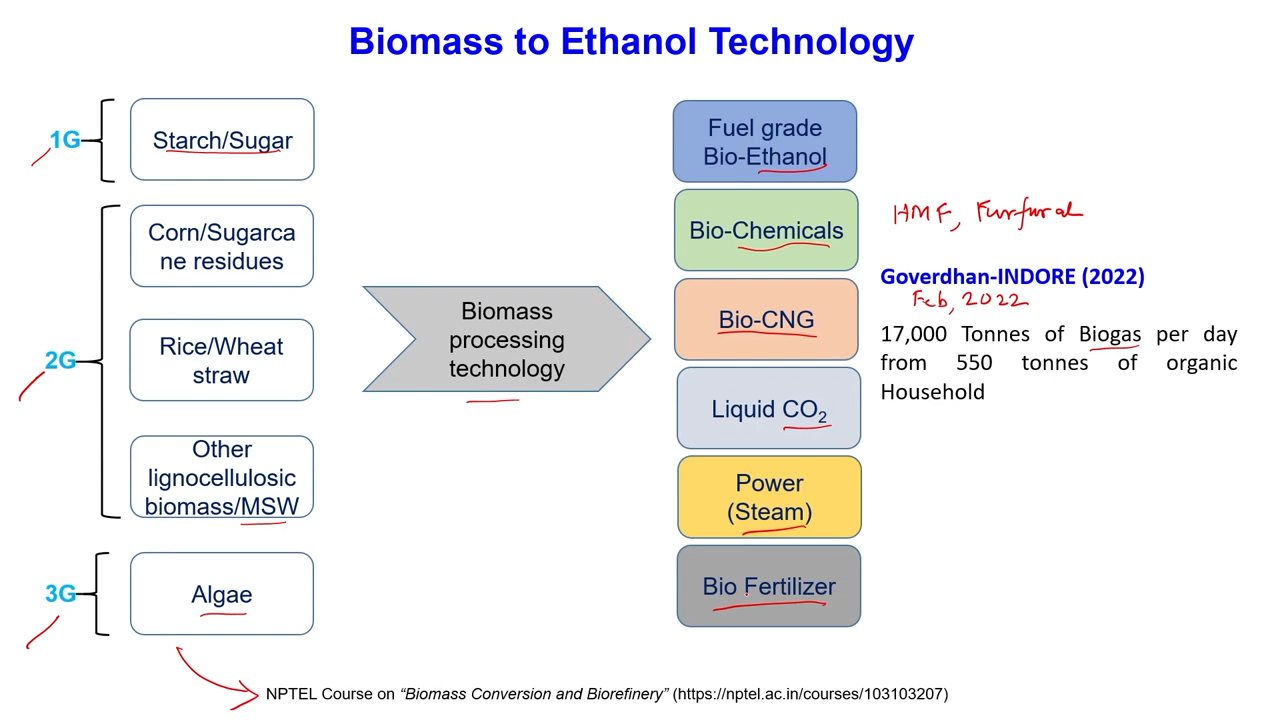 Biomass to Ethanol Technology
1G
Starch/Sugar
2G
Corn/Sugarca
ne residues
Rice/Wheat
straw
Other
lignocellulosic
biomass/MSW
3G
Algae
Biomass
processing
technology
Fuel grade
Bio-Ethanol
Bio-Chemicals
HMF, Furfural
Bio-CNG
Goverdhan-INDORE (2022)
Feb, 2022
17,000 Tonnes of Biogas per day
from 550 tonnes of organic
Household
Liquid CO₂
Power
(Steam)
Bio Fertilizer
NPTEL Course on “Biomass Conversion and Biorefinery” (https://nptel.ac.in/courses/103103207)